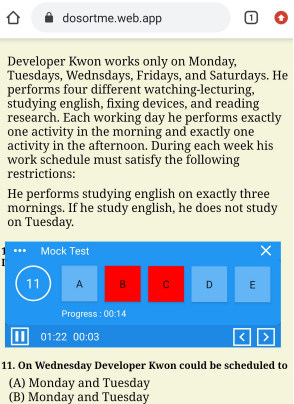 dosortme.web.app
1
Developer Kwon works only on Monday,
Tuesdays, Wednsdays, Fridays, and Saturdays. He
performs four different watching-lecturing,
studying english, fixing devices, and reading
research. Each working day he performs exactly
one activity in the morning and exactly one
activity in the afternoon. During each week his
work schedule must satisfy the following
restrictions:
He performs studying english on exactly three
mornings. If he study english, he does not study
on Tuesday.
Mock Test
11
A
B
C
D
E
Progress : 00:14
01:22 00:03
11. On Wednesday Developer Kwon could be scheduled to
(A) Monday and Tuesday
(B) Monday and Tuesday